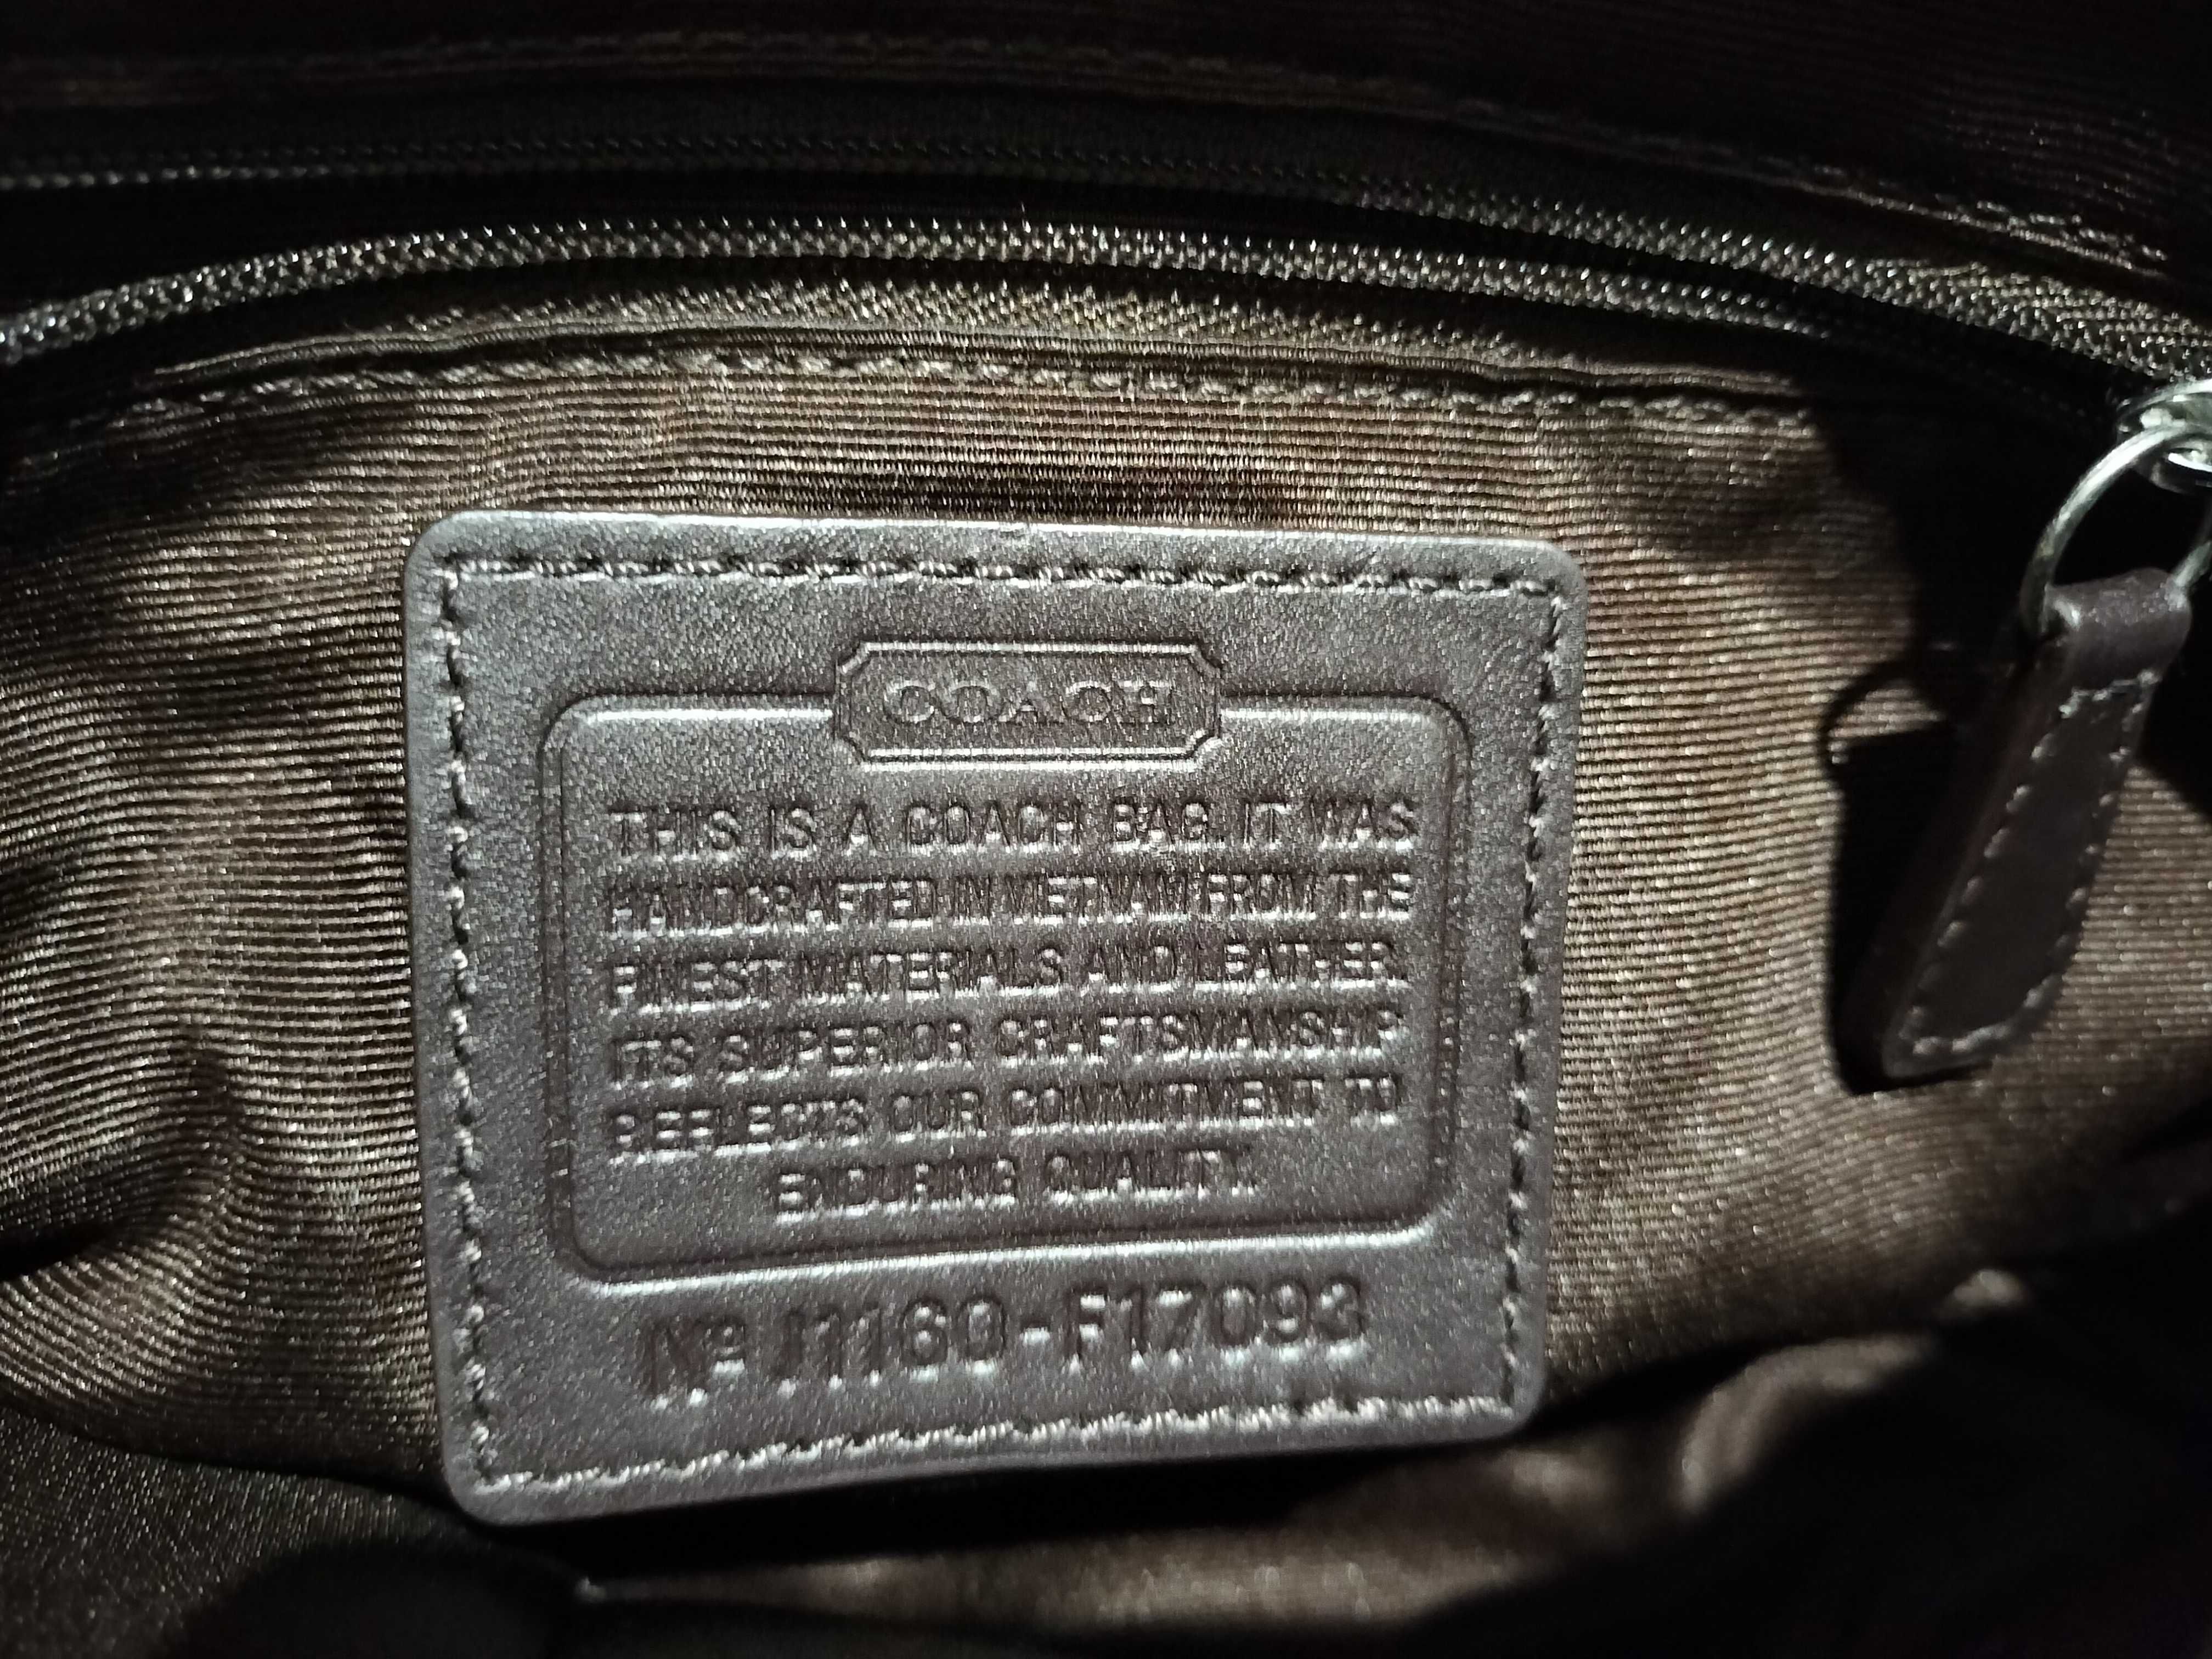 COACH
THIS IS A COACH BAG. IT WAS
HANDCRAFTED IN VIETNAM FROM THE
FINEST MATERIALS AND LEATHER.
ITS SUPERIOR CRAFTSMANSHIP
REFLECTS OUR COMMITMENT TO
ENDURING QUALITY.
Nº J1160-F17093